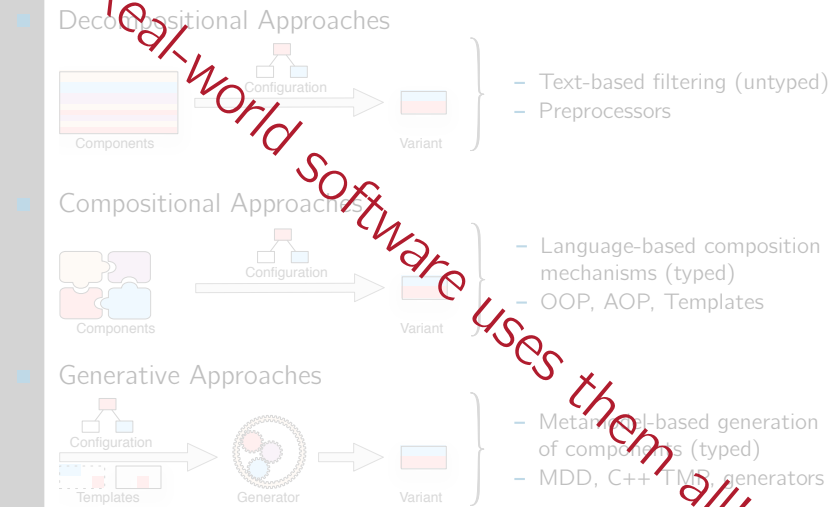 Decompositional Approaches
Configuration
Components
Variant
– Text-based filtering (untyped)
– Preprocessors
Compositional Approaches
Configuration
Components
Variant
– Language-based composition
mechanisms (typed)
– OOP, AOP, Templates
Generative Approaches
Configuration
Templates
Generator
Variant
– Metamodel-based generation
of components (typed)
– MDD, C++ TMP, generators
Real-world software uses them all!